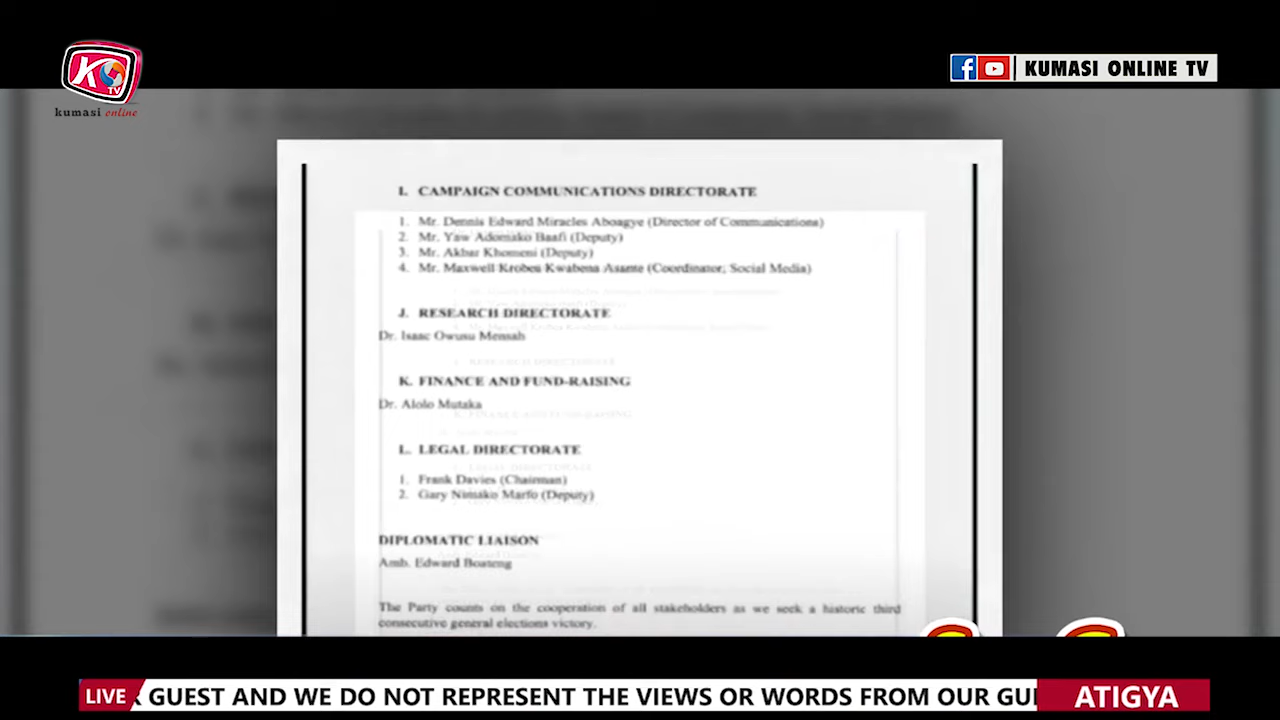 KTV
kumasi online
KUMASI ONLINE TV
I. CAMPAIGN COMMUNICATIONS DIRECTORATE
1. Mr. Dennis Edward Miracles Aboagye (Director of Communications)
2. Mr. Yaw Adomako Baafi (Deputy)
3. Mr. Akbar Khomeni (Deputy)
4. Mr. Maxwell Krobea Kwabena Asante (Coordinator, Social Media)
J. RESEARCH DIRECTORATE
Dr. Isaac Owusu Mensah
K. FINANCE AND FUND-RAISING
Dr. Alolo Mutaka
L. LEGAL DIRECTORATE
1. Frank Davies (Chairman)
2. Gary Nimako Marfo (Deputy)
DIPLOMATIC LIAISON
Amb. Edward Boateng
The Party counts on the cooperation of all stakeholders as we seek a historic third
consecutive general elections victory.
LIVE
GUEST AND WE DO NOT REPRESENT THE VIEWS OR WORDS FROM OUR GUE
ATIGYA